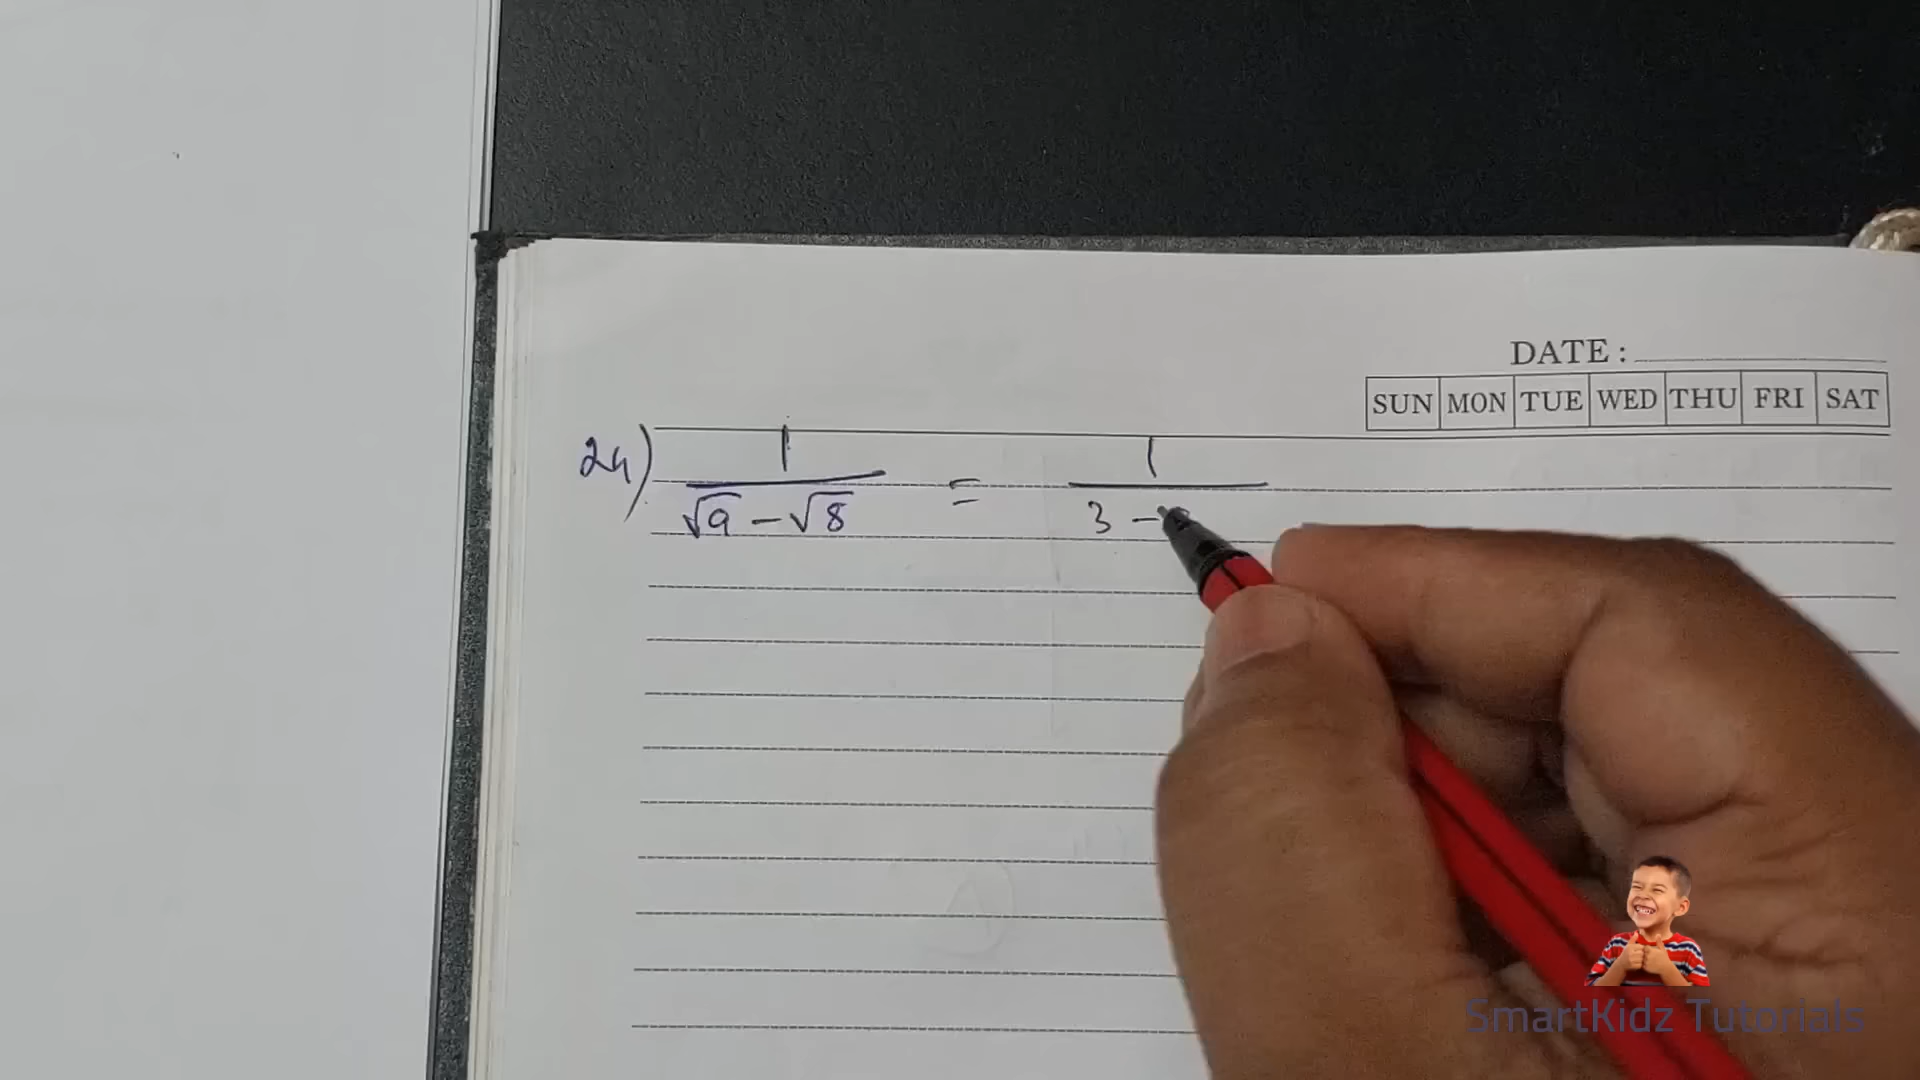 DATE :
SUN MON TUE WED THU FRI SAT
24) 1/(√9 - √8) = 1/(3 -
SmartKidz Tutorials